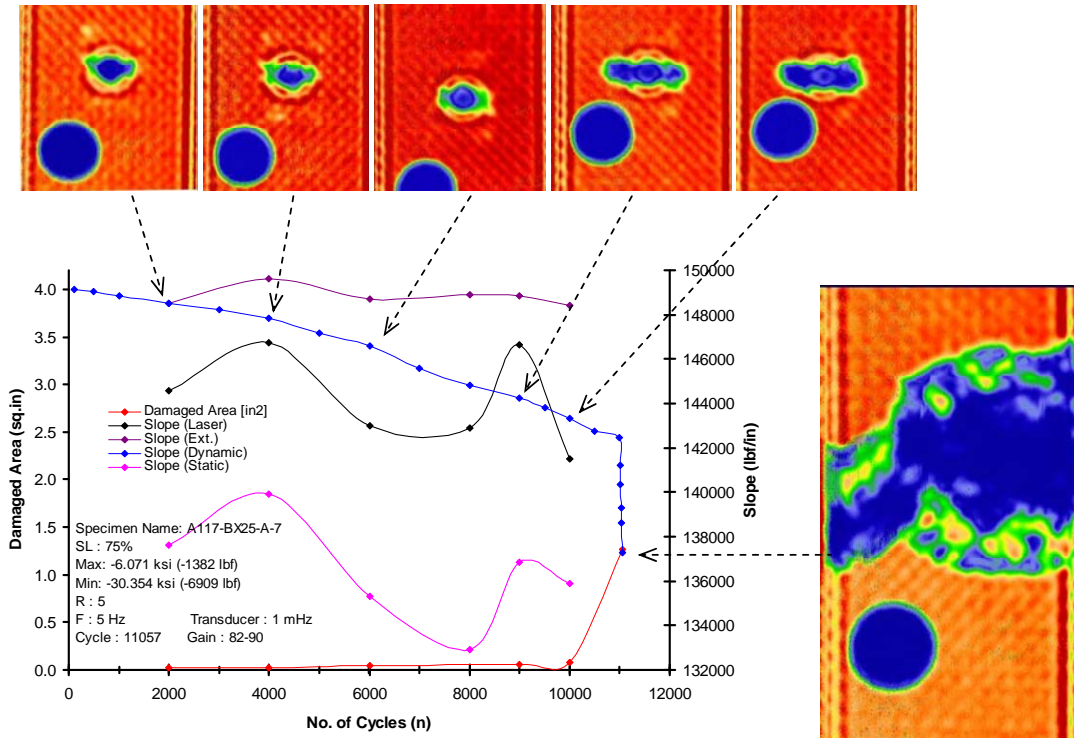 4.0
3.5
3.0
2.5
2.0
1.5
1.0
0.5
0.0
Damaged Area (sq.in)
150000
148000
146000
144000
142000
140000
138000
136000
134000
132000
Slope (lbf/in)
Damaged Area [in2]
Slope (Laser)
Slope (Ext.)
Slope (Dynamic)
Slope (Static)
Specimen Name: A117-BX25-A-7
SL : 75%
Max: -6.071 ksi (-1382 lbf)
Min: -30.354 ksi (-6909 lbf)
R : 5
F : 5 Hz Transducer : 1 mHz
Cycle : 11057 Gain : 82-90
0 2000 4000 6000 8000 10000 12000
No. of Cycles (n)